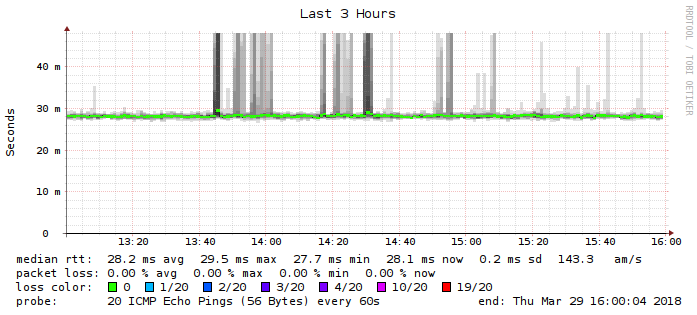 Last 3 Hours
RRDTOOL / TOBI OETIKER
Seconds
40 m
30 m
20 m
10 m
0
13:20 13:40 14:00 14:20 14:40 15:00 15:20 15:40 16:00
median rtt: 28.2 ms avg 29.5 ms max 27.7 ms min 28.1 ms now 0.2 ms sd 143.3 am/s
packet loss: 0.00 % avg 0.00 % max 0.00 % min 0.00 % now
loss color: 0 1/20 2/20 3/20 4/20 10/20 19/20
probe: 20 ICMP Echo Pings (56 Bytes) every 60s end: Thu Mar 29 16:00:04 2018